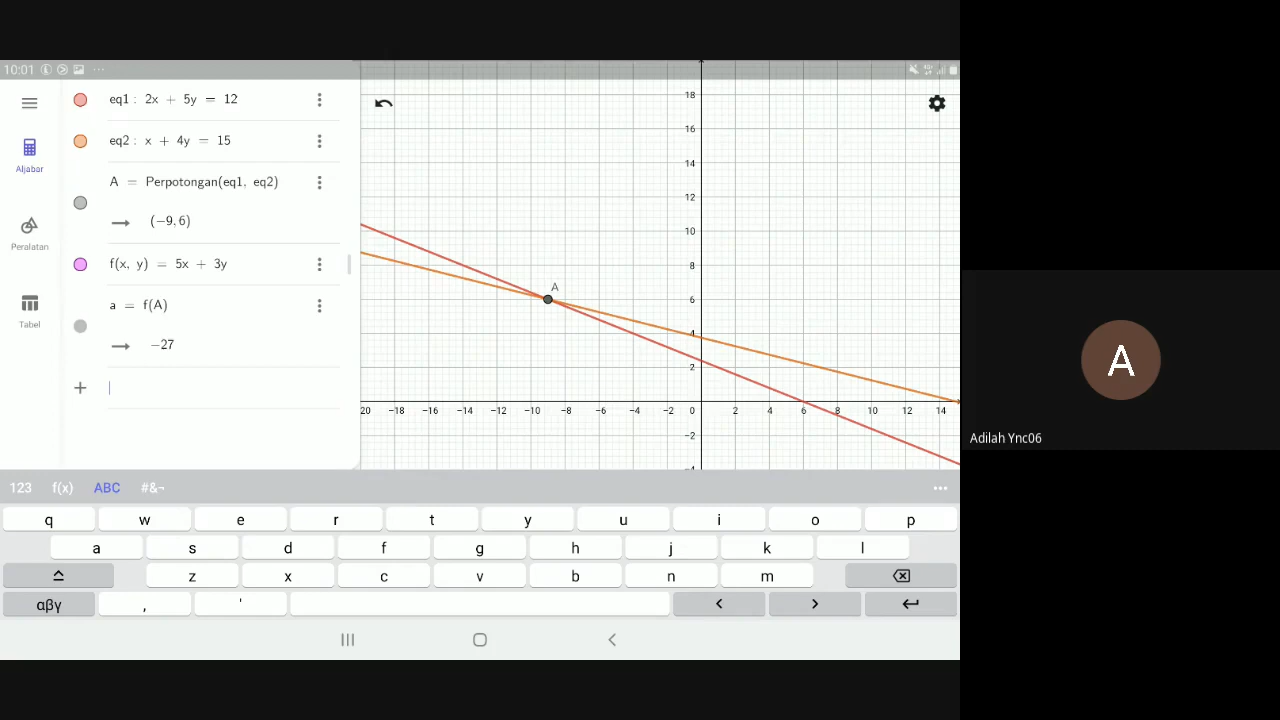 10:01
Aljabar
Peralatan
Tabel
eq1 : 2x + 5y = 12
eq2 : x + 4y = 15
A = Perpotongan(eq1, eq2)
→ (−9, 6)
f(x, y) = 5x + 3y
a = f(A)
→ −27
+
18
16
14
12
10
8
6
4
2
−2
−4
20 −18 −16 −14 −12 −10 −8 −6 −4 −2 0 2 4 6 8 10 12 14
A
123 f(x) ABC #&¬
q w e r t y u i o p
a s d f g h j k l
z x c v b n m
αβγ , ' < >
A
Adilah Ync06